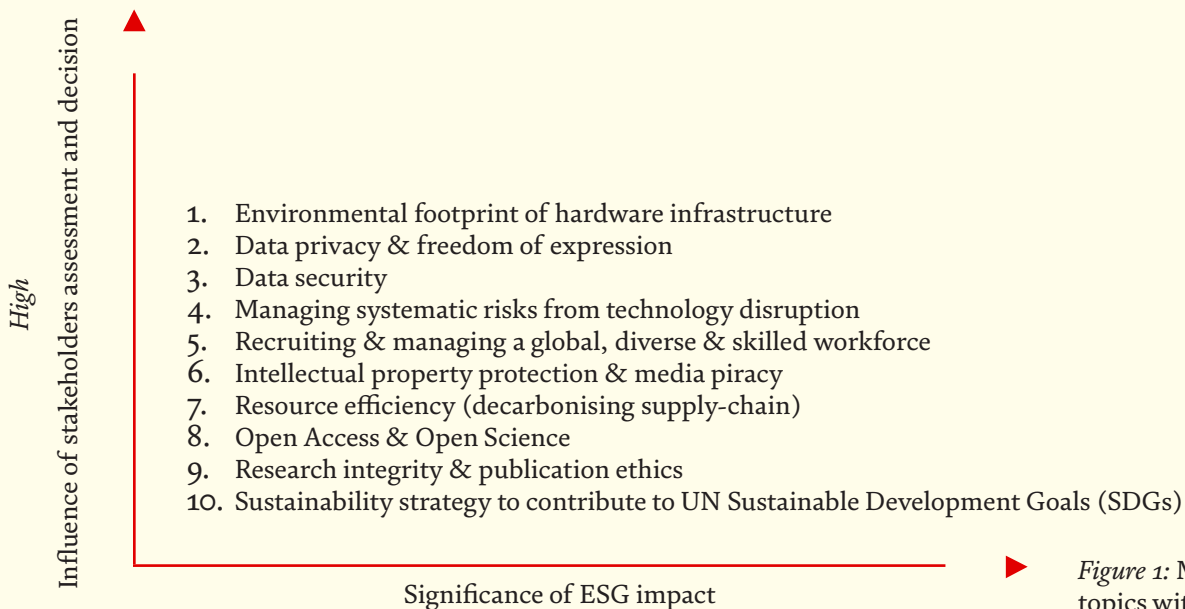 High
Influence of stakeholders assessment and decision
1. Environmental footprint of hardware infrastructure
2. Data privacy & freedom of expression
3. Data security
4. Managing systematic risks from technology disruption
5. Recruiting & managing a global, diverse & skilled workforce
6. Intellectual property protection & media piracy
7. Resource efficiency (decarbonising supply-chain)
8. Open Access & Open Science
9. Research integrity & publication ethics
10. Sustainability strategy to contribute to UN Sustainable Development Goals (SDGs)
Significance of ESG impact
Figure 1:
topics